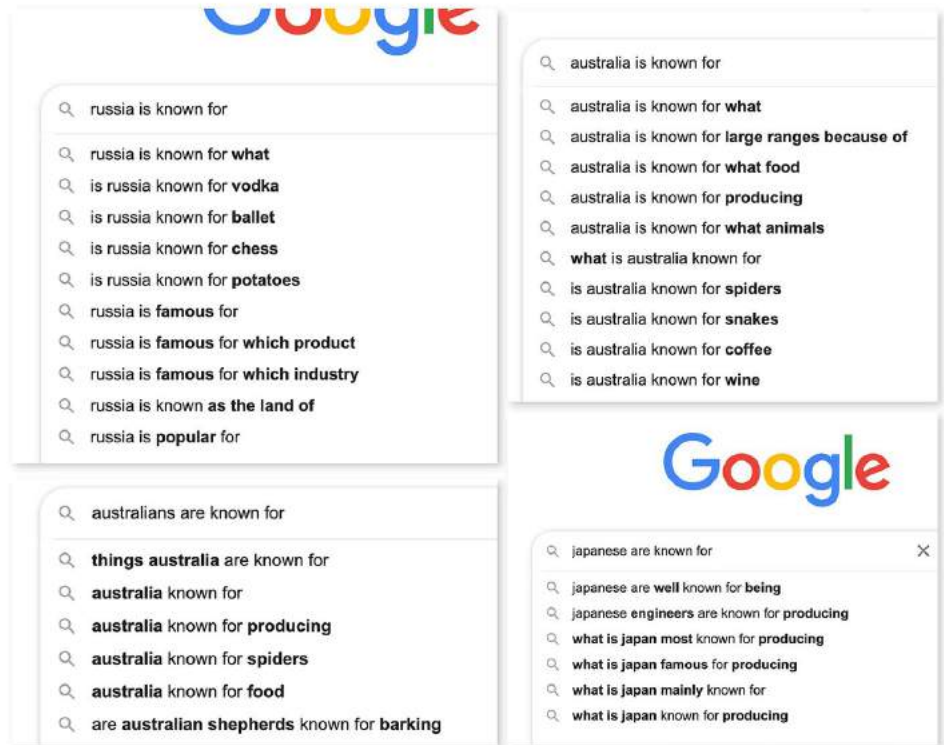 Google
russia is known for
russia is known for what
is russia known for vodka
is russia known for ballet
is russia known for chess
is russia known for potatoes
russia is famous for
russia is famous for which product
russia is famous for which industry
russia is known as the land of
russia is popular for
australia is known for
australia is known for what
australia is known for large ranges because of
australia is known for what food
australia is known for producing
australia is known for what animals
what is australia known for
is australia known for spiders
is australia known for snakes
is australia known for coffee
is australia known for wine
australians are known for
things australia are known for
australia known for
australia known for producing
australia known for spiders
australia known for food
are australian shepherds known for barking
Google
japanese are known for
japanese are well known for being
japanese engineers are known for producing
what is japan most known for producing
what is japan famous for producing
what is japan mainly known for
what is japan known for producing